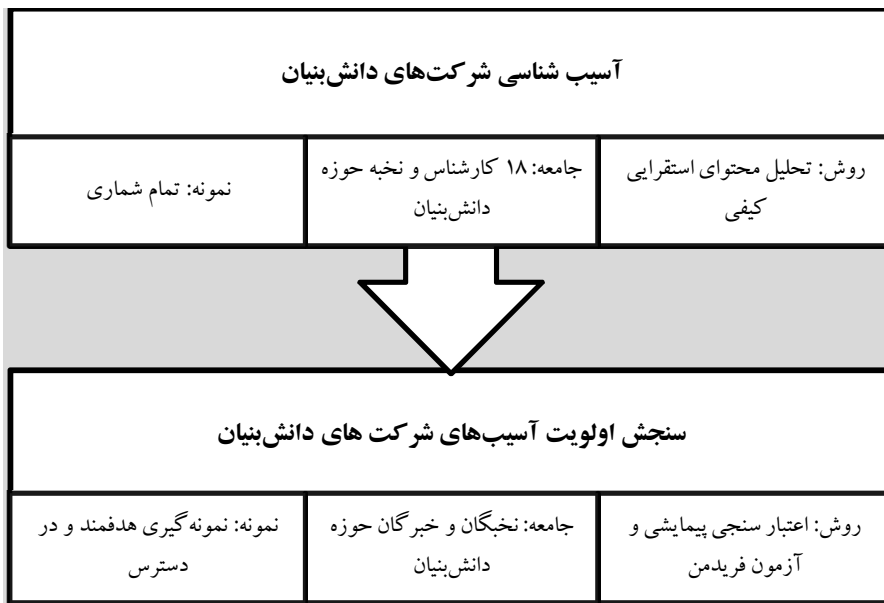 آسیب شناسی شرکت‌های دانش‌بنیان
روش: تحلیل محتوای استقرایی
کیفی
جامعه: ۱۸ کارشناس و نخبه حوزه
دانش‌بنیان
نمونه: تمام شماری
سنجش اولویت آسیب‌های شرکت های دانش‌بنیان
روش: اعتبار سنجی پیمایشی و
آزمون فریدمن
جامعه: نخبگان و خبرگان حوزه
دانش‌بنیان
نمونه: نمونه‌گیری هدفمند و در
دسترس